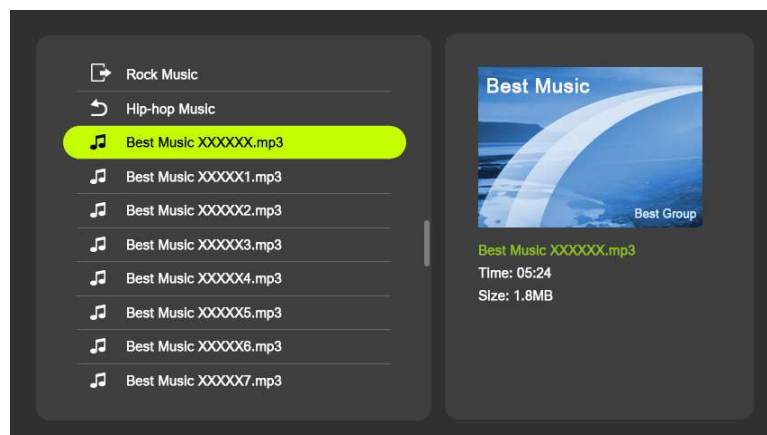 Rock Music
Hip-hop Music
Best Music XXXXXX.mp3
Best Music XXXXX1.mp3
Best Music XXXXX2.mp3
Best Music XXXXX3.mp3
Best Music XXXXX4.mp3
Best Music XXXXX5.mp3
Best Music XXXXX6.mp3
Best Music XXXXX7.mp3
Best Music
Best Group
Best Music XXXXXX.mp3
Time: 05:24
Size: 1.8MB